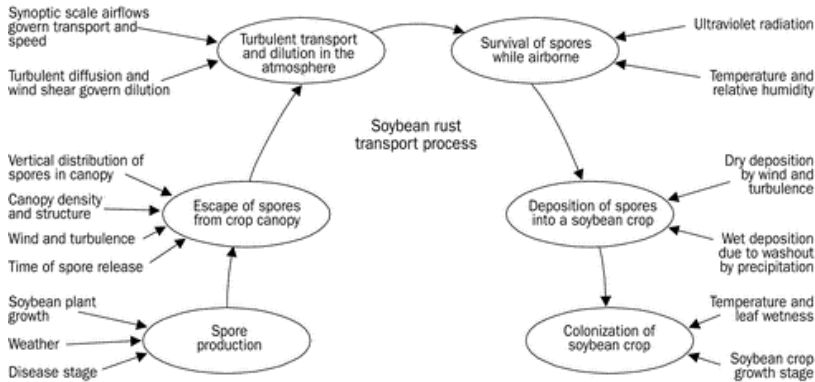 Synoptic scale airflows
govern transport and
speed
Turbulent diffusion and
wind shear govern dilution
Turbulent transport
and dilution in the
atmosphere
Survival of spores
while airborne
Ultraviolet radiation
Temperature and
relative humidity
Soybean rust
transport process
Vertical distribution of
spores in canopy
Canopy density
and structure
Wind and turbulence
Time of spore release
Escape of spores
from crop canopy
Deposition of spores
into a soybean crop
Dry deposition
by wind and
turbulence
Wet deposition
due to washout
by precipitation
Soybean plant
growth
Weather
Disease stage
Spore
production
Colonization of
soybean crop
Temperature and
leaf wetness
Soybean crop
growth stage